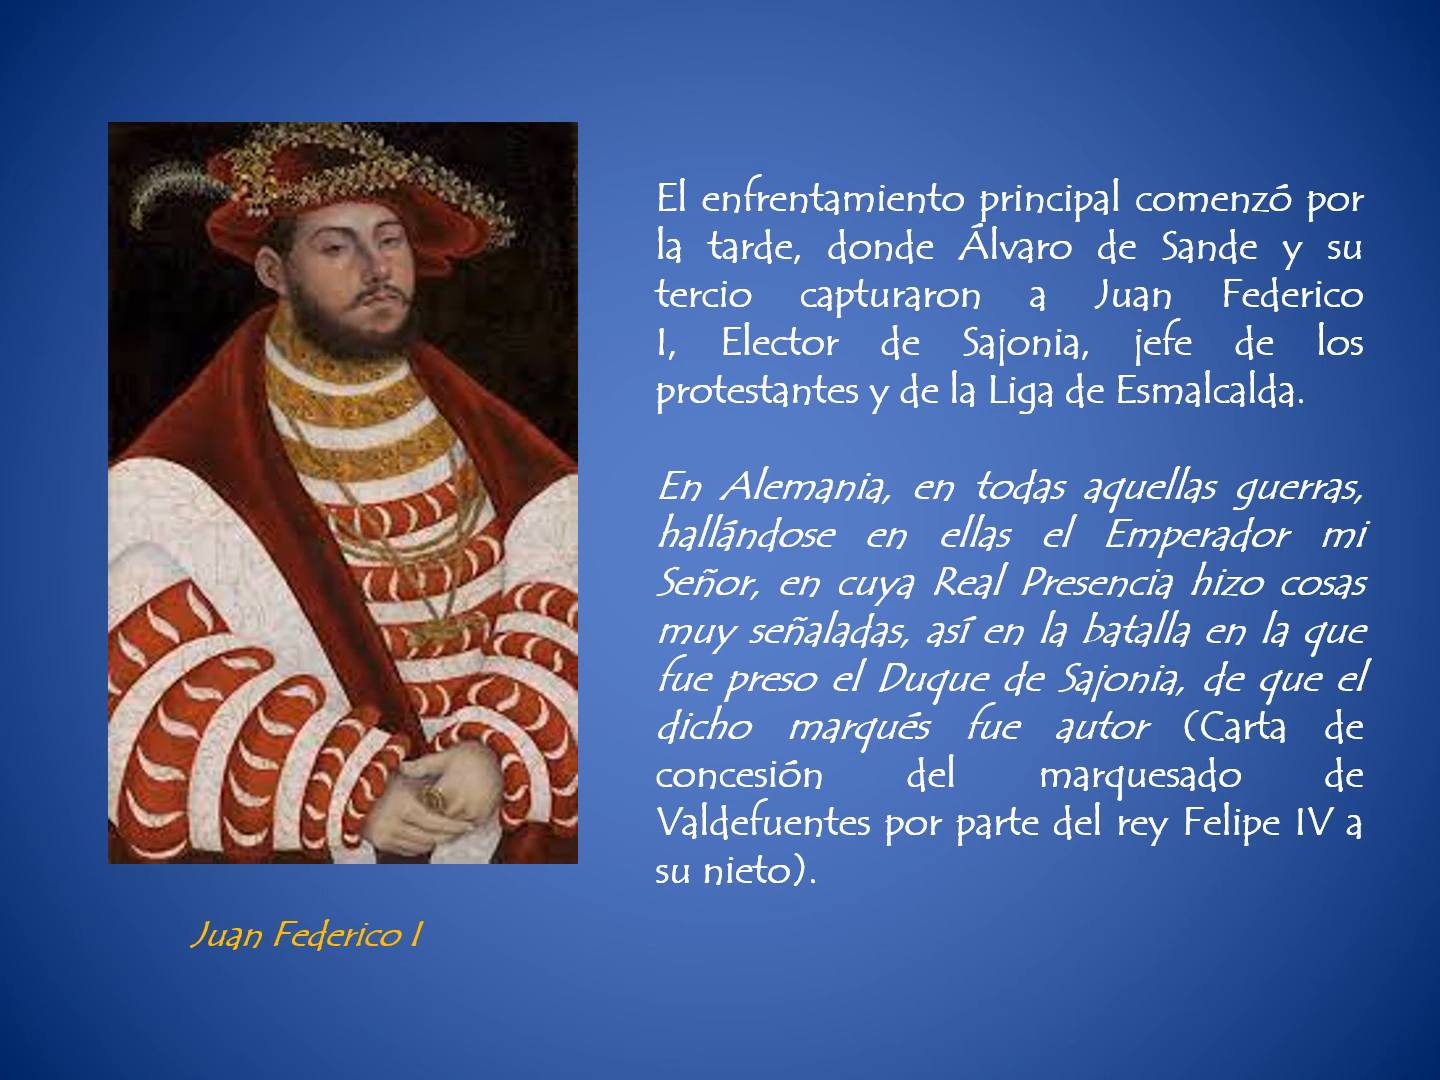 El enfrentamiento principal comenzó por
la tarde, donde Álvaro de Sande y su
tercio capturaron a Juan Federico
I, Elector de Sajonia, jefe de los
protestantes y de la Liga de Esmalcalda.
En Alemania, en todas aquellas guerras,
hallándose en ellas el Emperador mi
Señor, en cuya Real Presencia hizo cosas
muy señaladas, así en la batalla en la que
fue preso el Duque de Sajonia, de que el
dicho marqués fue autor (Carta de
concesión del marquesado de
Valdefuentes por parte del rey Felipe IV a
su nieto).
Juan Federico I